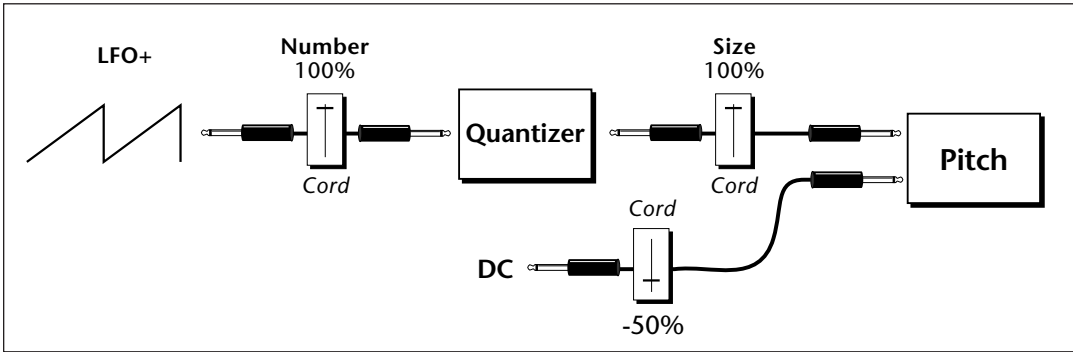 LFO+
Number
100%
Cord
Quantizer
Size
100%
Cord
Pitch
Cord
DC
-50%